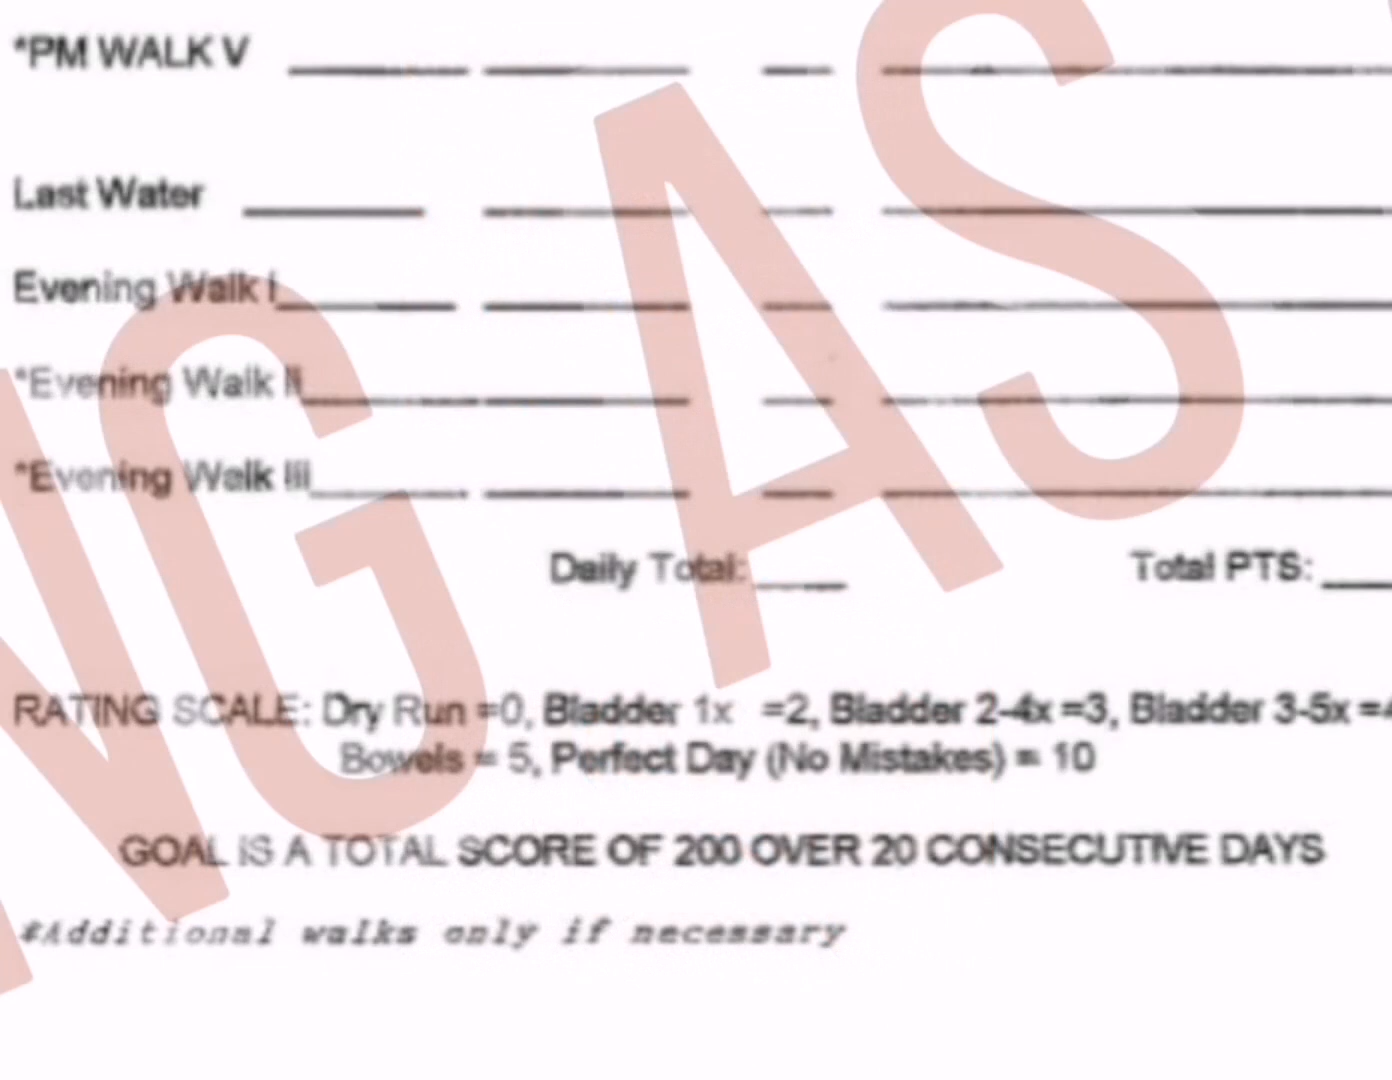 *PM WALK V
Last Water
Evening Walk I
*Evening Walk Ii
*Evening Walk Iii
Daily Total: Total PTS:
RATING SCALE: Dry Run =0, Bladder 1x =2, Bladder 2-4x =3, Bladder 3-5x =4
Bowels = 5, Perfect Day (No Mistakes) = 10
GOAL IS A TOTAL SCORE OF 200 OVER 20 CONSECUTIVE DAYS
#Additional walks only if necessary
NG AS